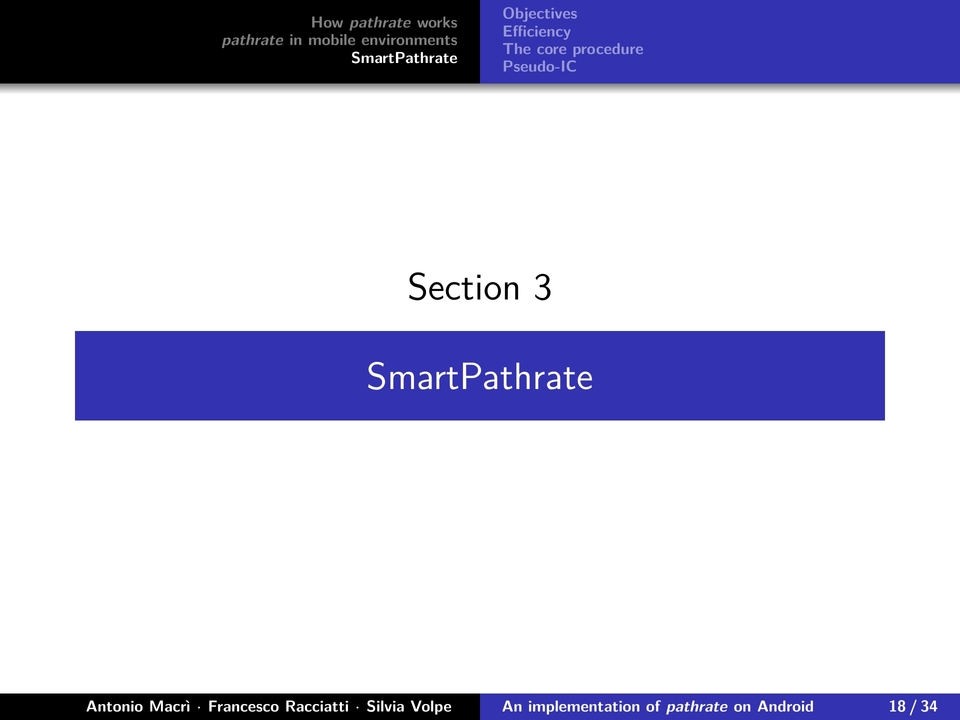 How pathrate works
pathrate in mobile environments
SmartPathrate
Objectives
Efficiency
The core procedure
Pseudo-IC
Section 3
SmartPathrate
Antonio Macrì · Francesco Racciatti · Silvia Volpe
An implementation of pathrate on Android
18 / 34